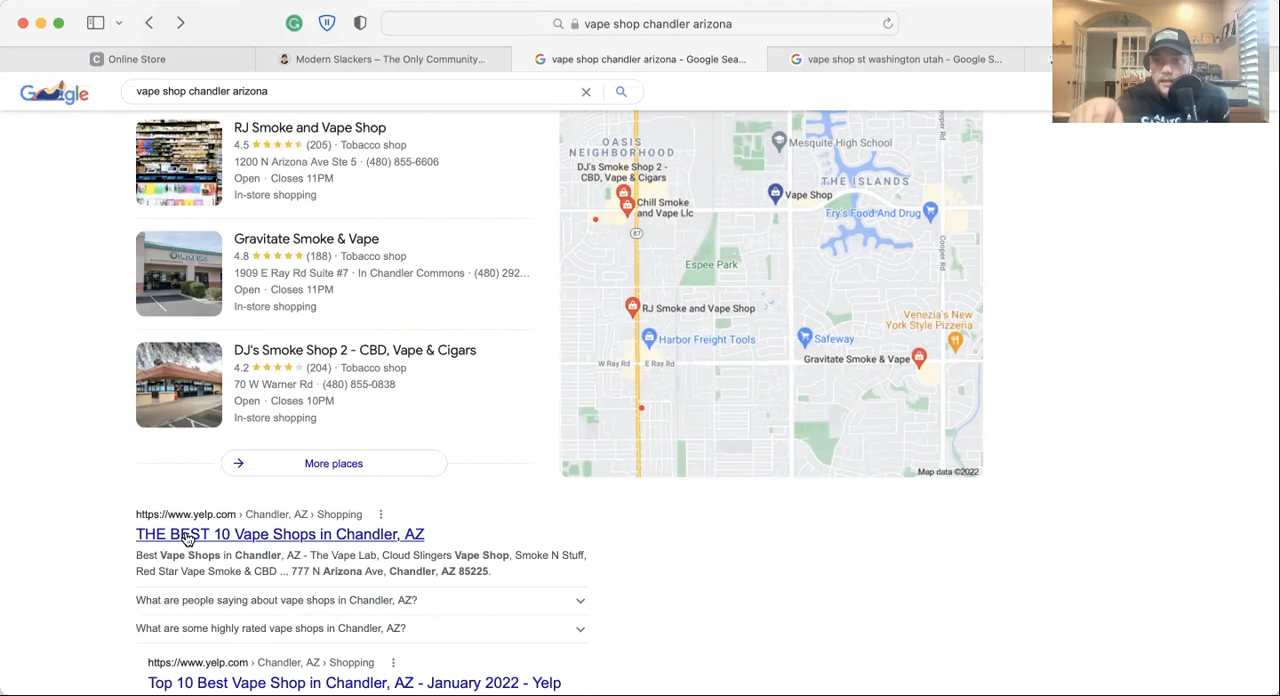 vape shop chandler arizona
Online Store
Modern Slackers – The Only Community...
vape shop chandler arizona - Google Sea...
vape shop st washington utah - Google S...
Google
vape shop chandler arizona
RJ Smoke and Vape Shop
4.5 (205) · Tobacco shop
1200 N Arizona Ave Ste 5 · (480) 855-6606
Open · Closes 11PM
In-store shopping
Gravitate Smoke & Vape
4.8 (188) · Tobacco shop
1909 E Ray Rd Suite #7 · In Chandler Commons · (480) 292...
Open · Closes 11PM
In-store shopping
DJ's Smoke Shop 2 - CBD, Vape & Cigars
4.2 (204) · Tobacco shop
70 W Warner Rd · (480) 855-0838
Open · Closes 10PM
In-store shopping
More places
OASIS
NEIGHBORHOOD
Mesquite High School
Cooper Rd
DJ's Smoke Shop 2 -
CBD, Vape & Cigars
THE ISLANDS
Vape Shop
Chill Smoke
and Vape Llc
Fry's Food And Drug
87
Cooper Rd
Espee Park
RJ Smoke and Vape Shop
Venezia's New
York Style Pizzeria
Harbor Freight Tools
Safeway
Gravitate Smoke & Vape
W Ray Rd
E Ray Rd
Map data ©2022
https://www.yelp.com › Chandler, AZ › Shopping
THE BEST 10 Vape Shops in Chandler, AZ
Best Vape Shops in Chandler, AZ - The Vape Lab, Cloud Slingers Vape Shop, Smoke N Stuff,
Red Star Vape Smoke & CBD ..., 777 N Arizona Ave, Chandler, AZ 85225.
What are people saying about vape shops in Chandler, AZ?
What are some highly rated vape shops in Chandler, AZ?
https://www.yelp.com › Chandler, AZ › Shopping
Top 10 Best Vape Shop in Chandler, AZ - January 2022 - Yelp